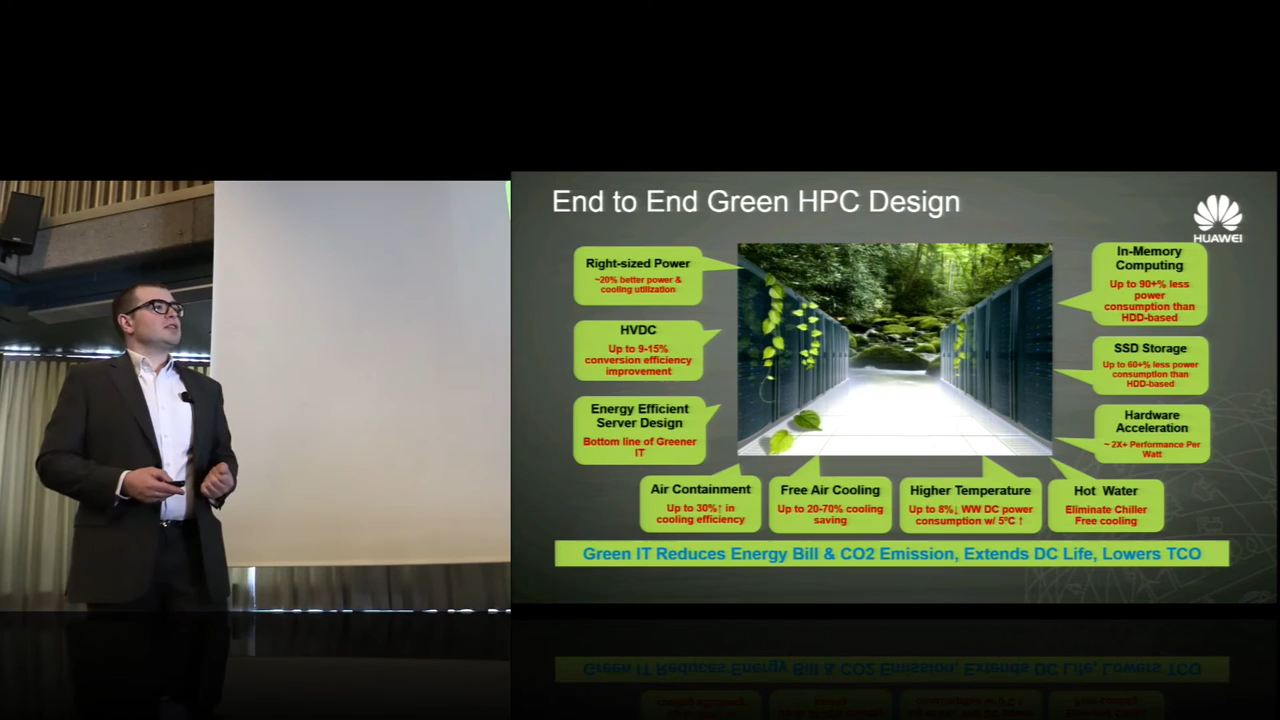 End to End Green HPC Design
HUAWEI
Right-sized Power
~20% better power &
cooling utilization
HVDC
Up to 9-15%
conversion efficiency
improvement
Energy Efficient
Server Design
Bottom line of Greener
IT
Air Containment
Up to 30%↑ in
cooling efficiency
Free Air Cooling
Up to 20-70% cooling
saving
Higher Temperature
Up to 8%↓ WW DC power
consumption w/ 5ºC ↑
Hot Water
Eliminate Chiller
Free cooling
In-Memory
Computing
Up to 90+% less
power
consumption than
HDD-based
SSD Storage
Up to 60+% less power
consumption than
HDD-based
Hardware
Acceleration
~ 2X+ Performance Per
Watt
Green IT Reduces Energy Bill & CO2 Emission, Extends DC Life, Lowers TCO